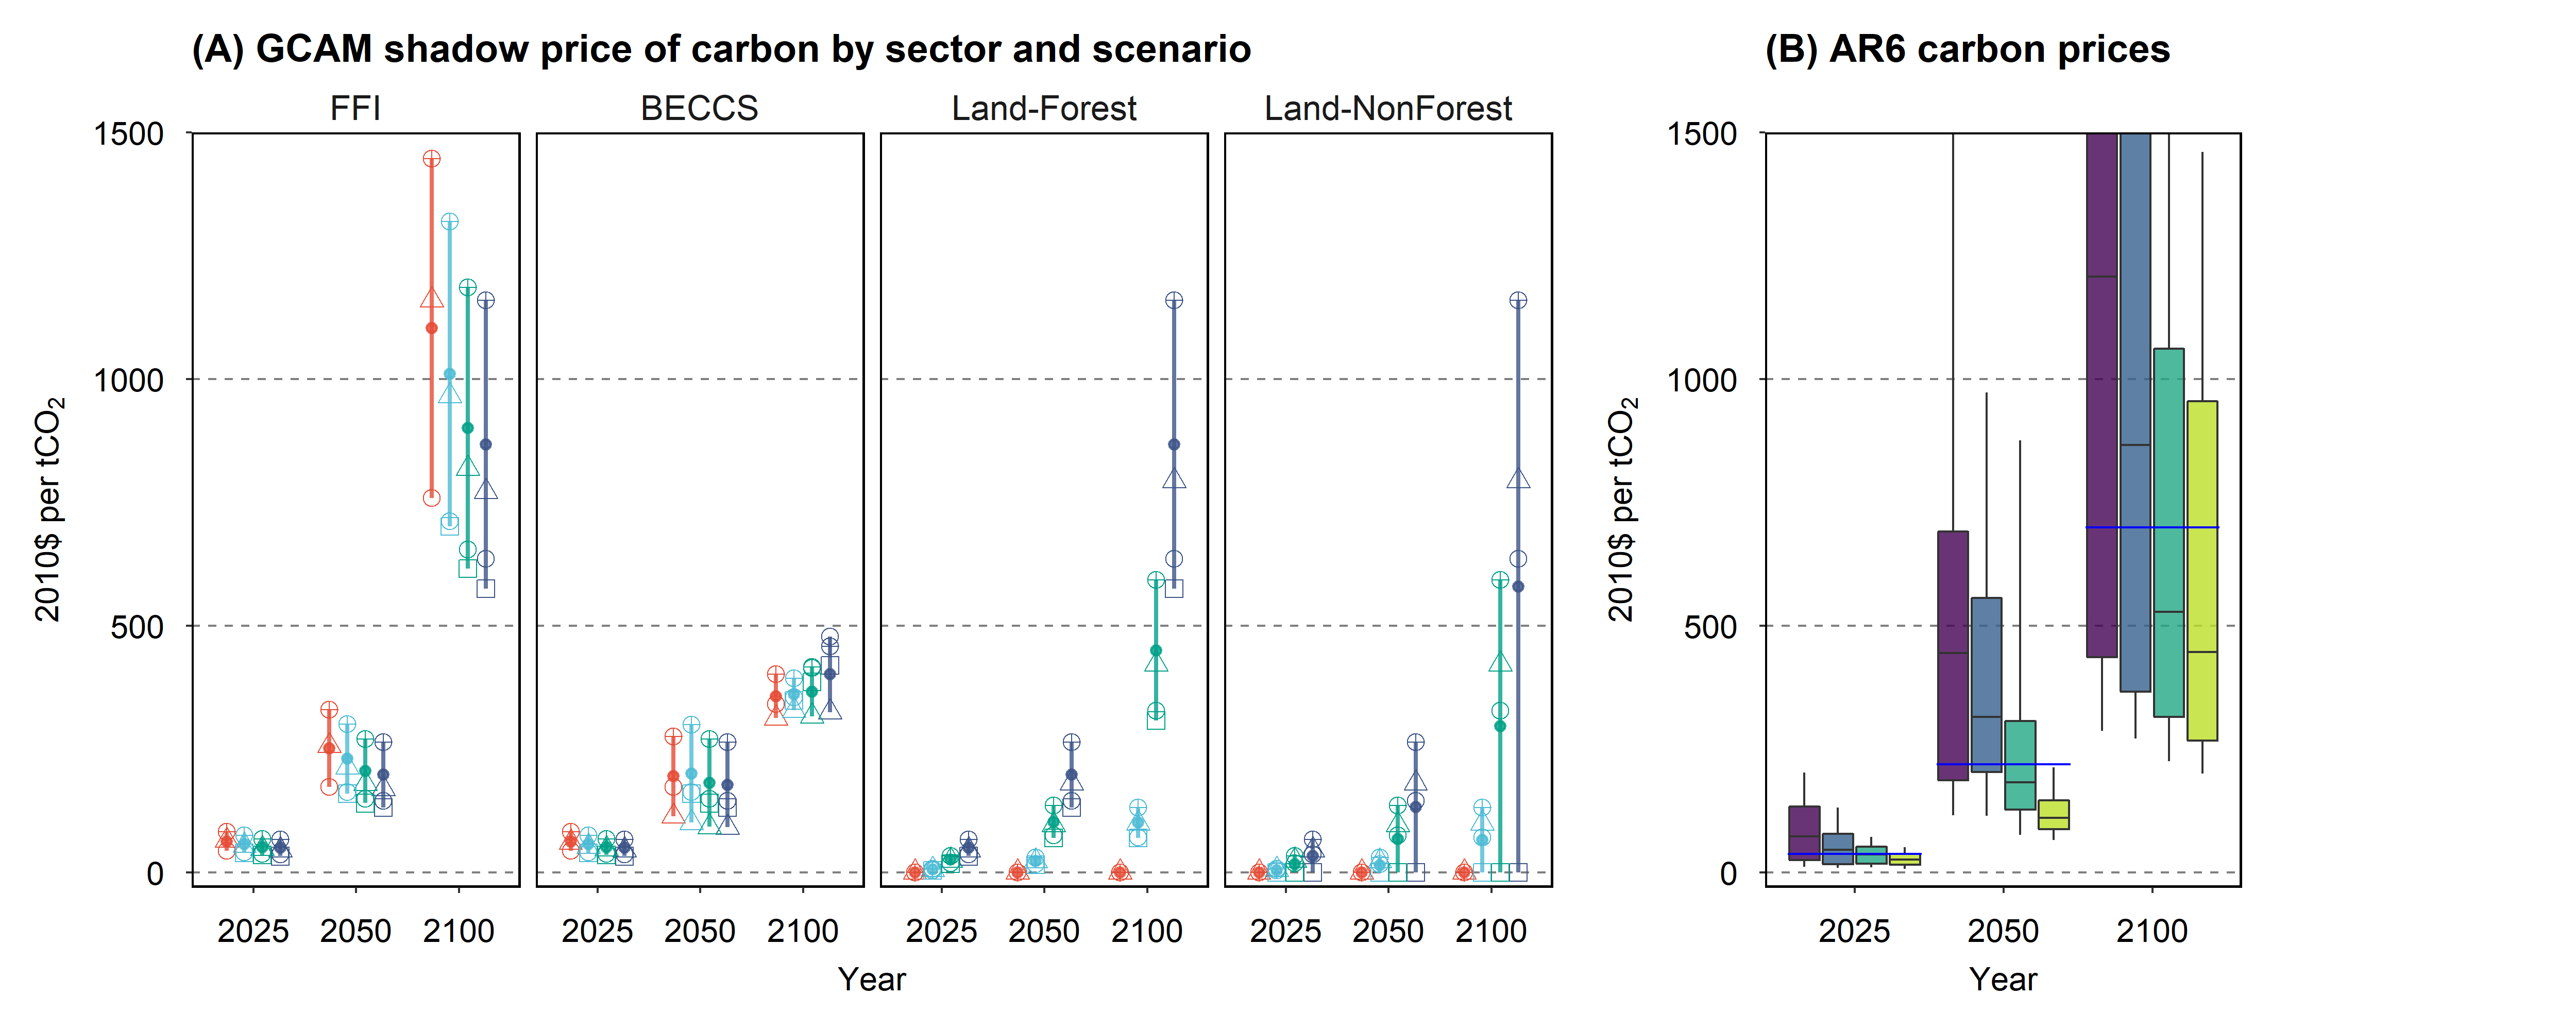 (A) GCAM shadow price of carbon by sector and scenario
FFI
BECCS
Land-Forest
Land-NonForest
2010$ per tCO₂
1500
1000
500
0
2025 2050 2100
2025 2050 2100
2025 2050 2100
2025 2050 2100
Year
(B) AR6 carbon prices
2010$ per tCO₂
1500
1000
500
0
2025 2050 2100
Year